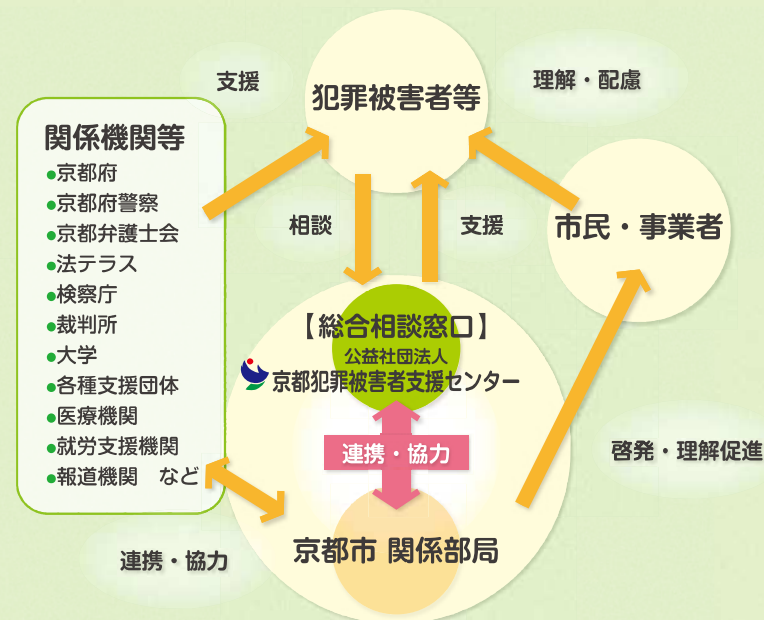 支援
犯罪被害者等
理解・配慮
関係機関等
●京都府
●京都府警察
●京都弁護士会
●法テラス
●検察庁
●裁判所
●大学
●各種支援団体
●医療機関
●就労支援機関
●報道機関　など
相談
支援
市民・事業者
【総合相談窓口】
公益社団法人
京都犯罪被害者支援センター
連携・協力
啓発・理解促進
京都市 関係部局
連携・協力